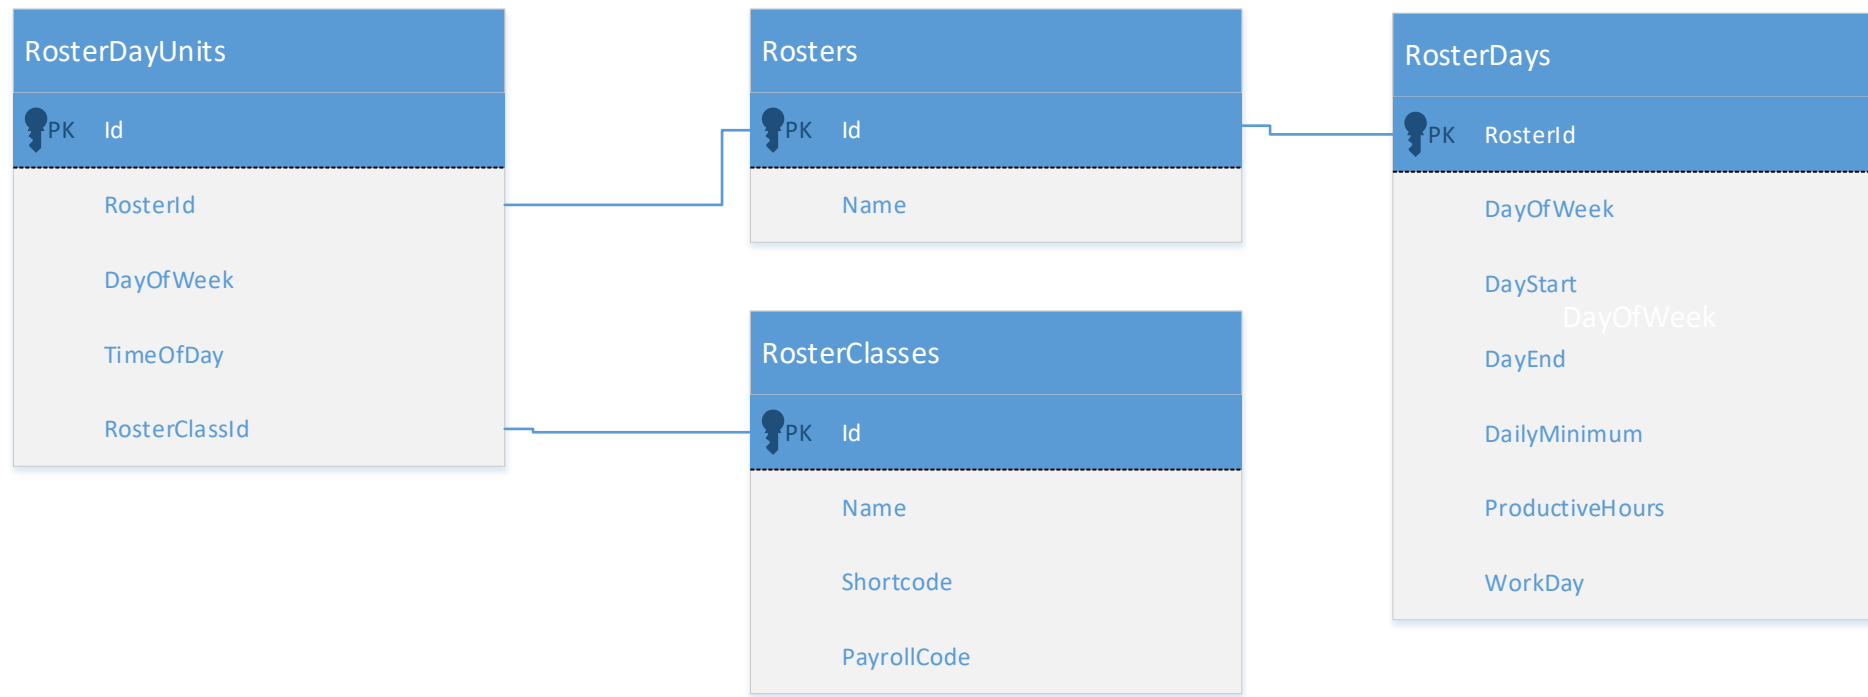 RosterDayUnits
PK Id
RosterId
DayOfWeek
TimeOfDay
RosterClassId
Rosters
PK Id
Name
RosterClasses
PK Id
Name
Shortcode
PayrollCode
RosterDays
PK RosterId
DayOfWeek
DayStart
DayOfWeek
DayEnd
DailyMinimum
ProductiveHours
WorkDay